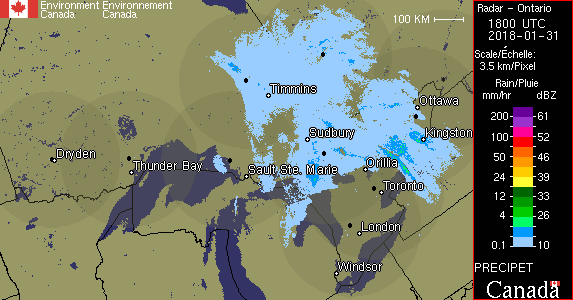 Environment Environnement
Canada Canada
100 KM
Timmins
Ottawa
Sudbury
Kingston
Dryden
Thunder Bay
Sault Ste. Marie
Orillia
Toronto
London
Windsor
Radar - Ontario
1800 UTC
2018-01-31
Scale/Échelle:
3.5 km/Pixel
Rain/Pluie
mm/hr dBZ
200 61
100 52
50 46
24 39
12 33
4 26
0.1 10
PRECIPET
Canada